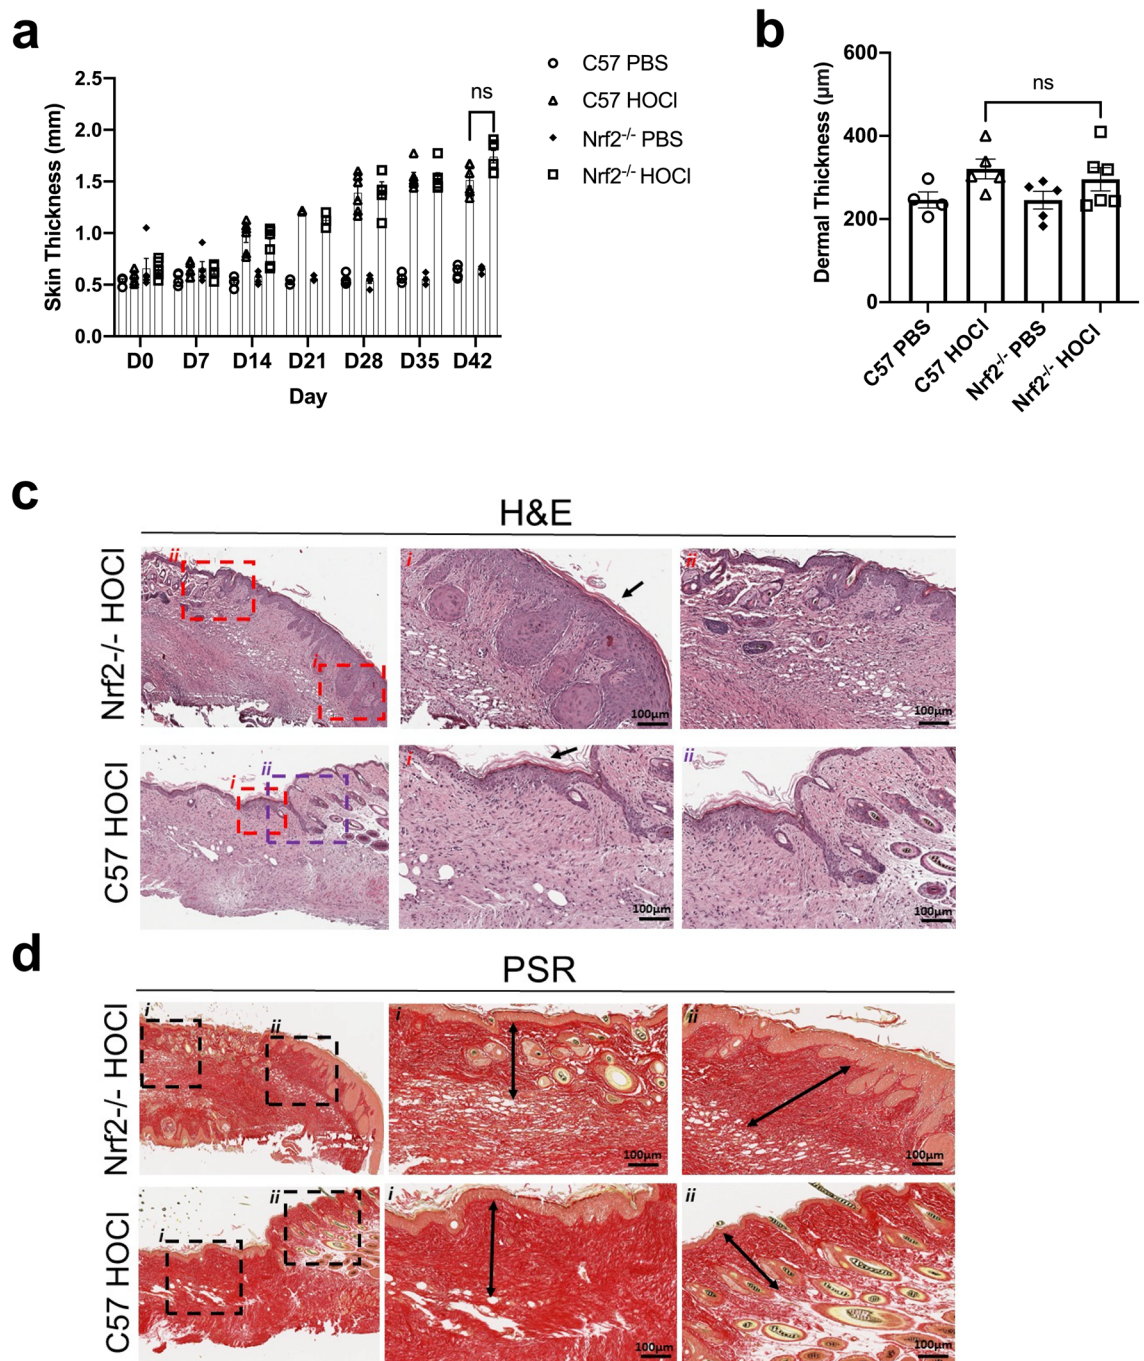 a
2.5
2.0
1.5
1.0
0.5
0.0
Skin Thickness (mm)
ns
D0 D7 D14 D21 D28 D35 D42
Day
C57 PBS
C57 HOCl
Nrf2-/- PBS
Nrf2-/- HOCl
b
600
400
200
0
Dermal Thickness (μm)
ns
C57 PBS
C57 HOCl
Nrf2-/- PBS
Nrf2-/- HOCl
c
H&E
Nrf2-/- HOCl
ii
i
i
100μm
ii
100μm
C57 HOCl
i
ii
i
100μm
ii
100μm
d
PSR
Nrf2-/- HOCl
i
ii
i
100μm
ii
100μm
C57 HOCl
i
ii
i
100μm
ii
100μm